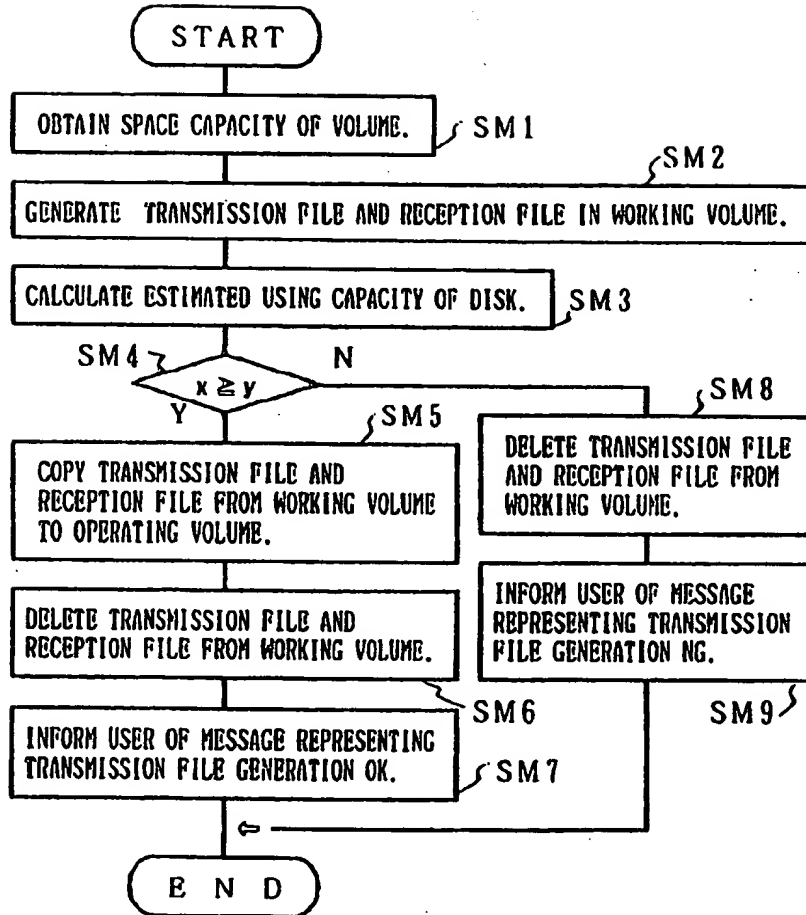 START
OBTAIN SPACE CAPACITY OF VOLUME.
SM1
SM2
GENERATE TRANSMISSION FILE AND RECEPTION FILE IN WORKING VOLUME.
CALCULATE ESTIMATED USING CAPACITY OF DISK.
SM3
SM4
x ≧ y
N
Y
SM5
COPY TRANSMISSION FILE AND
RECEPTION FILE FROM WORKING VOLUME
TO OPERATING VOLUME.
DELETE TRANSMISSION FILE AND
RECEPTION FILE FROM WORKING VOLUME.
SM6
INFORM USER OF MESSAGE REPRESENTING
TRANSMISSION FILE GENERATION OK.
SM7
SM8
DELETE TRANSMISSION FILE
AND RECEPTION FILE FROM
WORKING VOLUME.
INFORM USER OF MESSAGE
REPRESENTING TRANSMISSION
FILE GENERATION NG.
SM9
END